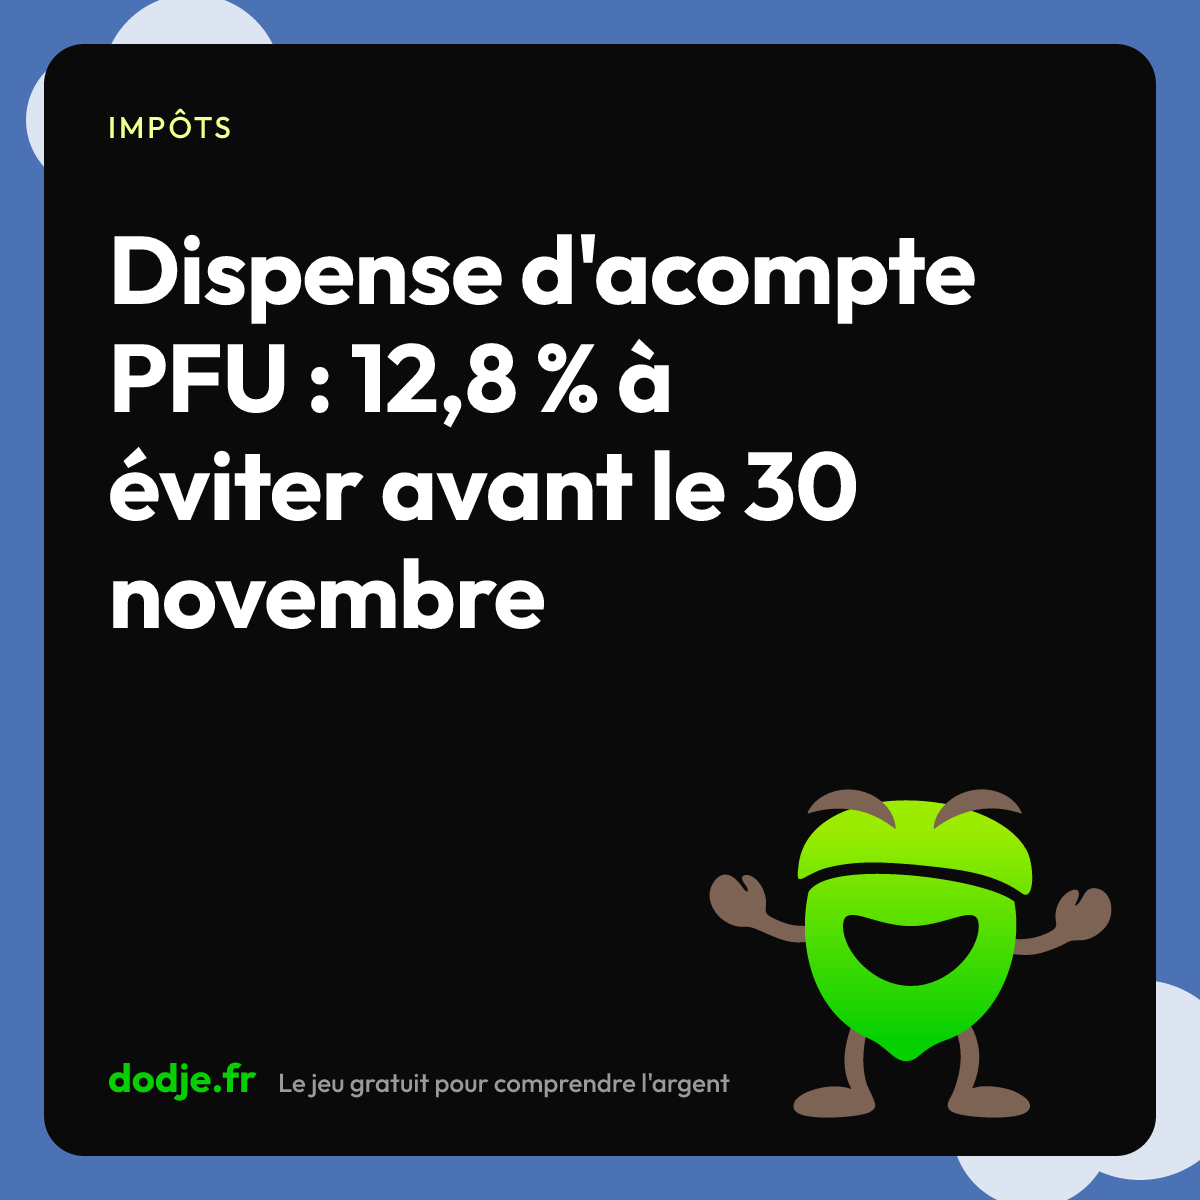 IMPÔTS
Dispense d'acompte
PFU : 12,8 % à
éviter avant le 30
novembre
dodje.fr Le jeu gratuit pour comprendre l'argent